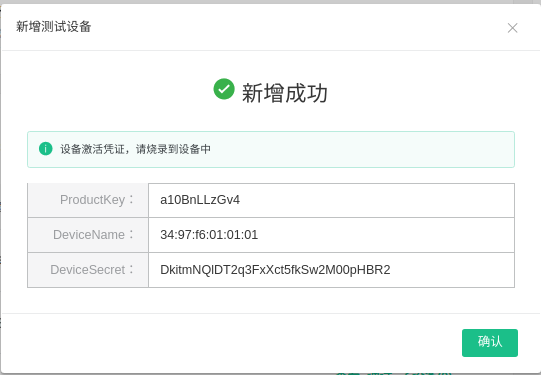 新增测试设备
新增成功
设备激活凭证，请烧录到设备中
ProductKey： a10BnLLzGv4
DeviceName： 34:97:f6:01:01:01
DeviceSecret： DkitmNQlDT2q3FxXct5fkSw2M00pHBR2
确认